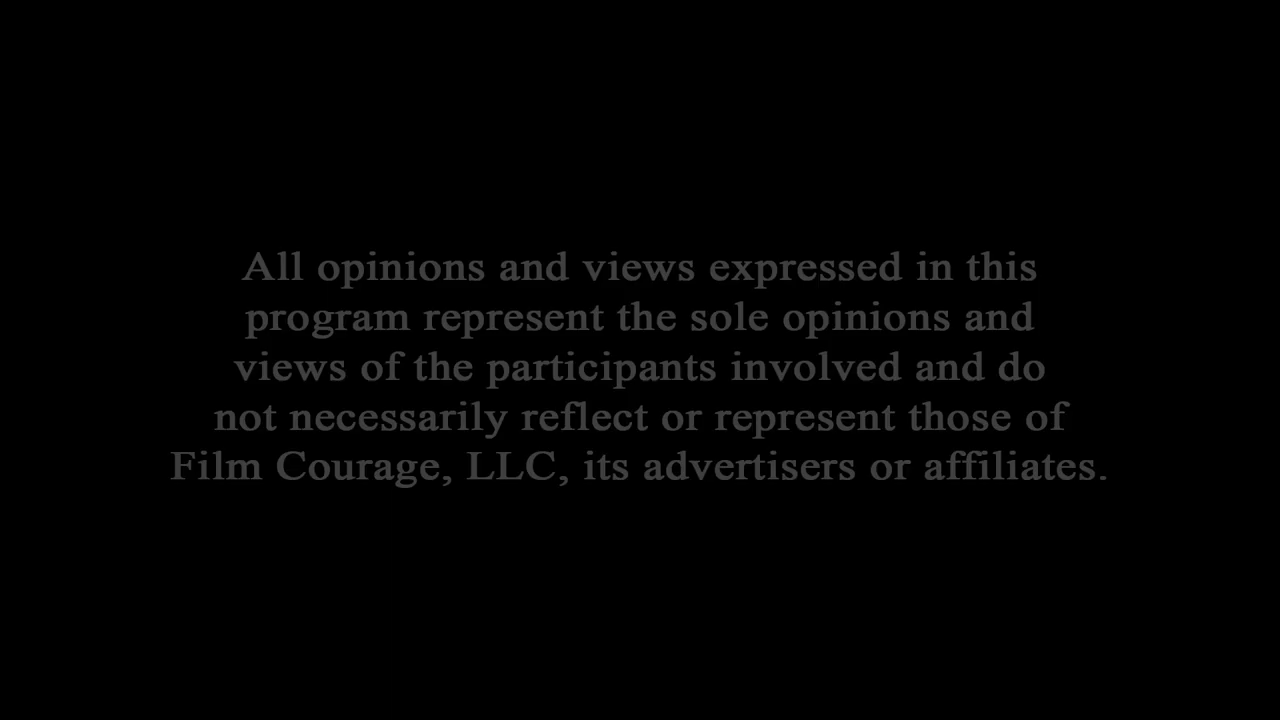 All opinions and views expressed in this
program represent the sole opinions and
views of the participants involved and do
not necessarily reflect or represent those of
Film Courage, LLC, its advertisers or affiliates.